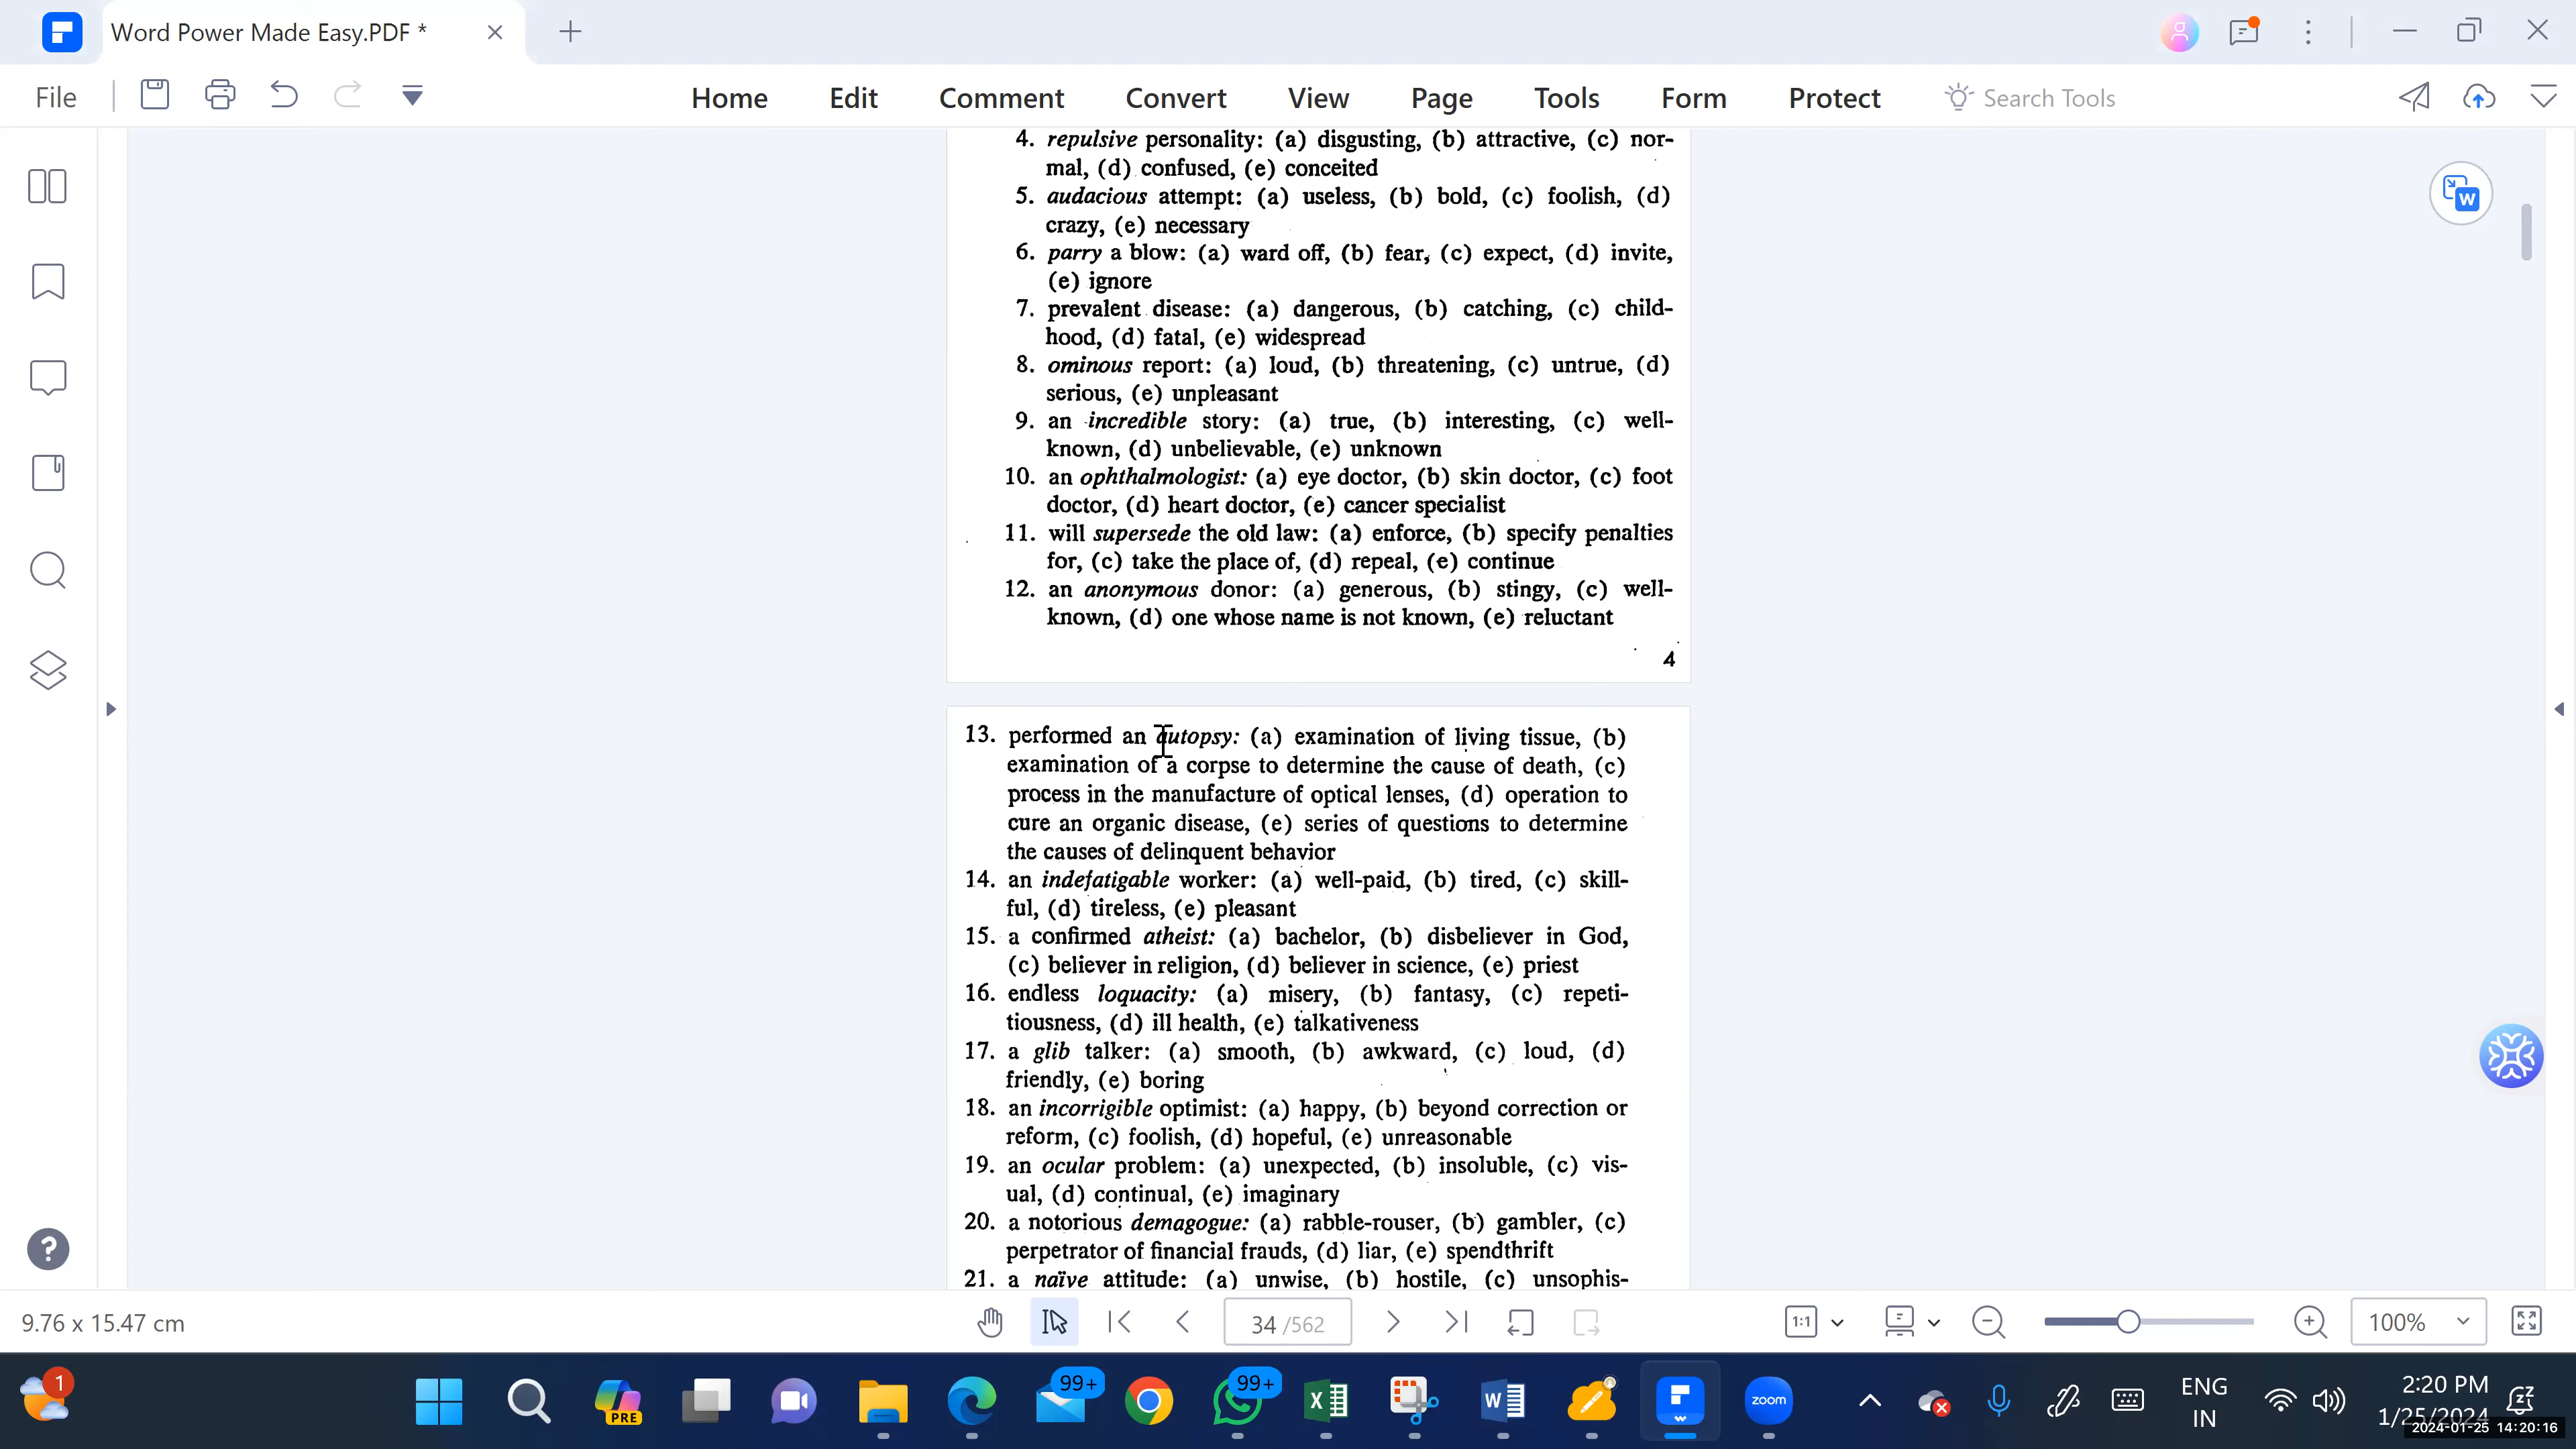 Word Power Made Easy.PDF *
File
Home Edit Comment Convert View Page Tools Form Protect Search Tools
4. repulsive personality: (a) disgusting, (b) attractive, (c) nor-
mal, (d) confused, (e) conceited
5. audacious attempt: (a) useless, (b) bold, (c) foolish, (d)
crazy, (e) necessary
6. parry a blow: (a) ward off, (b) fear, (c) expect, (d) invite,
(e) ignore
7. prevalent disease: (a) dangerous, (b) catching, (c) child-
hood, (d) fatal, (e) widespread
8. ominous report: (a) loud, (b) threatening, (c) untrue, (d)
serious, (e) unpleasant
9. an incredible story: (a) true, (b) interesting, (c) well-
known, (d) unbelievable, (e) unknown
10. an ophthalmologist: (a) eye doctor, (b) skin doctor, (c) foot
doctor, (d) heart doctor, (e) cancer specialist
11. will supersede the old law: (a) enforce, (b) specify penalties
for, (c) take the place of, (d) repeal, (e) continue
12. an anonymous donor: (a) generous, (b) stingy, (c) well-
known, (d) one whose name is not known, (e) reluctant
4
13. performed an autopsy: (a) examination of living tissue, (b)
examination of a corpse to determine the cause of death, (c)
process in the manufacture of optical lenses, (d) operation to
cure an organic disease, (e) series of questions to determine
the causes of delinquent behavior
14. an indefatigable worker: (a) well-paid, (b) tired, (c) skill-
ful, (d) tireless, (e) pleasant
15. a confirmed atheist: (a) bachelor, (b) disbeliever in God,
(c) believer in religion, (d) believer in science, (e) priest
16. endless loquacity: (a) misery, (b) fantasy, (c) repeti-
tiousness, (d) ill health, (e) talkativeness
17. a glib talker: (a) smooth, (b) awkward, (c) loud, (d)
friendly, (e) boring
18. an incorrigible optimist: (a) happy, (b) beyond correction or
reform, (c) foolish, (d) hopeful, (e) unreasonable
19. an ocular problem: (a) unexpected, (b) insoluble, (c) vis-
ual, (d) continual, (e) imaginary
20. a notorious demagogue: (a) rabble-rouser, (b) gambler, (c)
perpetrator of financial frauds, (d) liar, (e) spendthrift
21. a naïve attitude: (a) unwise, (b) hostile, (c) unsophis-
9.76 x 15.47 cm
34 /562
1:1
100%
1
PRE
99+
99+
zoom
ENG
IN
2:20 PM
1/25/2024
2024-01-25 14:20:16